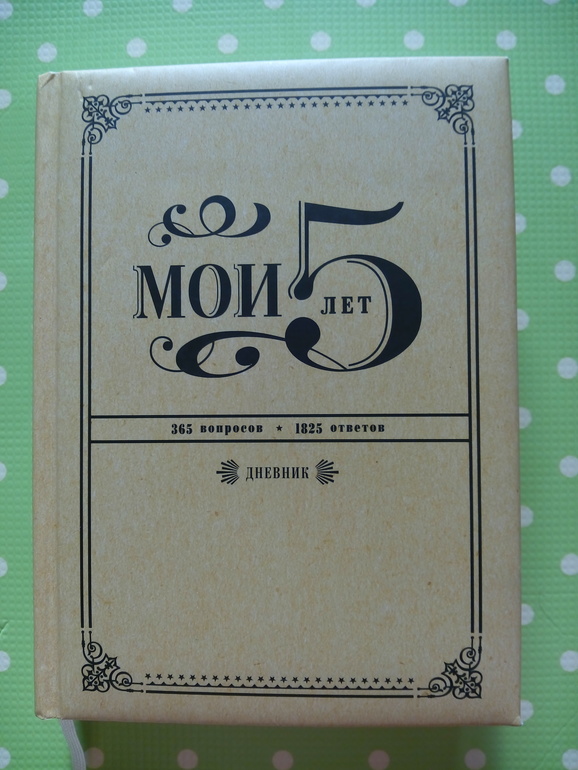 МОИ 5 ЛЕТ
365 вопросов ★ 1825 ответов
ДНЕВНИК